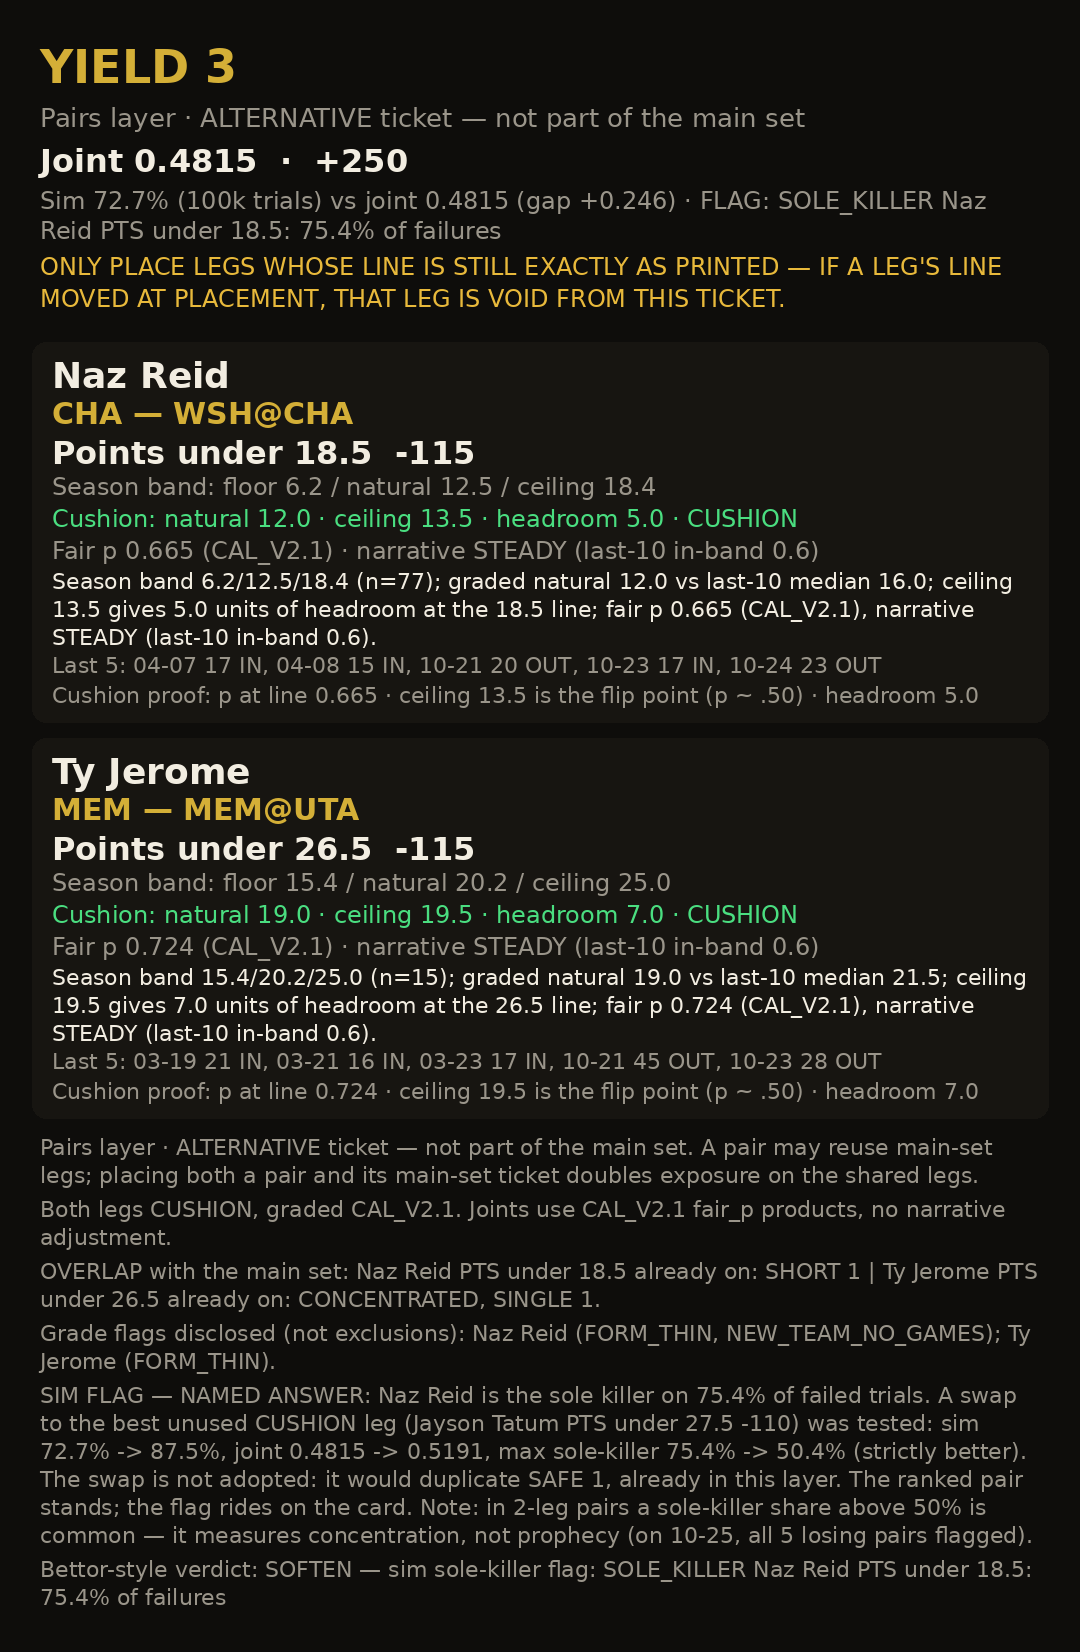 YIELD 3
Pairs layer · ALTERNATIVE ticket — not part of the main set
Joint 0.4815 · +250
Sim 72.7% (100k trials) vs joint 0.4815 (gap +0.246) · FLAG: SOLE_KILLER Naz
Reid PTS under 18.5: 75.4% of failures
ONLY PLACE LEGS WHOSE LINE IS STILL EXACTLY AS PRINTED — IF A LEG'S LINE
MOVED AT PLACEMENT, THAT LEG IS VOID FROM THIS TICKET.
Naz Reid
CHA — WSH@CHA
Points under 18.5 -115
Season band: floor 6.2 / natural 12.5 / ceiling 18.4
Cushion: natural 12.0 · ceiling 13.5 · headroom 5.0 · CUSHION
Fair p 0.665 (CAL_V2.1) · narrative STEADY (last-10 in-band 0.6)
Season band 6.2/12.5/18.4 (n=77); graded natural 12.0 vs last-10 median 16.0; ceiling
13.5 gives 5.0 units of headroom at the 18.5 line; fair p 0.665 (CAL_V2.1), narrative
STEADY (last-10 in-band 0.6).
Last 5: 04-07 17 IN, 04-08 15 IN, 10-21 20 OUT, 10-23 17 IN, 10-24 23 OUT
Cushion proof: p at line 0.665 · ceiling 13.5 is the flip point (p ~ .50) · headroom 5.0
Ty Jerome
MEM — MEM@UTA
Points under 26.5 -115
Season band: floor 15.4 / natural 20.2 / ceiling 25.0
Cushion: natural 19.0 · ceiling 19.5 · headroom 7.0 · CUSHION
Fair p 0.724 (CAL_V2.1) · narrative STEADY (last-10 in-band 0.6)
Season band 15.4/20.2/25.0 (n=15); graded natural 19.0 vs last-10 median 21.5; ceiling
19.5 gives 7.0 units of headroom at the 26.5 line; fair p 0.724 (CAL_V2.1), narrative
STEADY (last-10 in-band 0.6).
Last 5: 03-19 21 IN, 03-21 16 IN, 03-23 17 IN, 10-21 45 OUT, 10-23 28 OUT
Cushion proof: p at line 0.724 · ceiling 19.5 is the flip point (p ~ .50) · headroom 7.0
Pairs layer · ALTERNATIVE ticket — not part of the main set. A pair may reuse main-set
legs; placing both a pair and its main-set ticket doubles exposure on the shared legs.
Both legs CUSHION, graded CAL_V2.1. Joints use CAL_V2.1 fair_p products, no narrative
adjustment.
OVERLAP with the main set: Naz Reid PTS under 18.5 already on: SHORT 1 | Ty Jerome PTS
under 26.5 already on: CONCENTRATED, SINGLE 1.
Grade flags disclosed (not exclusions): Naz Reid (FORM_THIN, NEW_TEAM_NO_GAMES); Ty
Jerome (FORM_THIN).
SIM FLAG — NAMED ANSWER: Naz Reid is the sole killer on 75.4% of failed trials. A swap
to the best unused CUSHION leg (Jayson Tatum PTS under 27.5 -110) was tested: sim
72.7% -> 87.5%, joint 0.4815 -> 0.5191, max sole-killer 75.4% -> 50.4% (strictly better).
The swap is not adopted: it would duplicate SAFE 1, already in this layer. The ranked pair
stands; the flag rides on the card. Note: in 2-leg pairs a sole-killer share above 50% is
common — it measures concentration, not prophecy (on 10-25, all 5 losing pairs flagged).
Bettor-style verdict: SOFTEN — sim sole-killer flag: SOLE_KILLER Naz Reid PTS under 18.5:
75.4% of failures